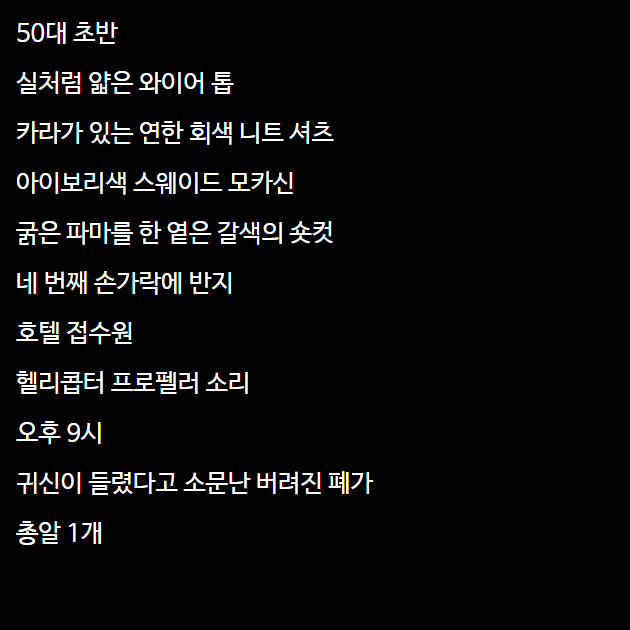 50대 초반
실처럼 얇은 와이어 톱
카라가 있는 연한 회색 니트 셔츠
아이보리색 스웨이드 모카신
굵은 파마를 한 옅은 갈색의 숏컷
네 번째 손가락에 반지
호텔 접수원
헬리콥터 프로펠러 소리
오후 9시
귀신이 들렸다고 소문난 버려진 폐가
총알 1개